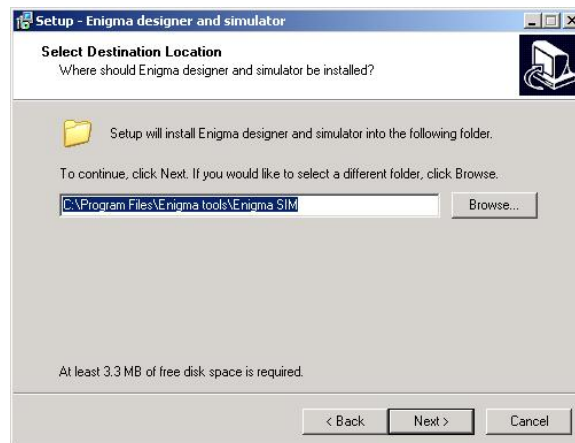 Setup - Enigma designer and simulator
Select Destination Location
Where should Enigma designer and simulator be installed?
Setup will install Enigma designer and simulator into the following folder.
To continue, click Next. If you would like to select a different folder, click Browse.
C:\Program Files\Enigma tools\Enigma SIM
Browse...
At least 3.3 MB of free disk space is required.
< Back
Next >
Cancel